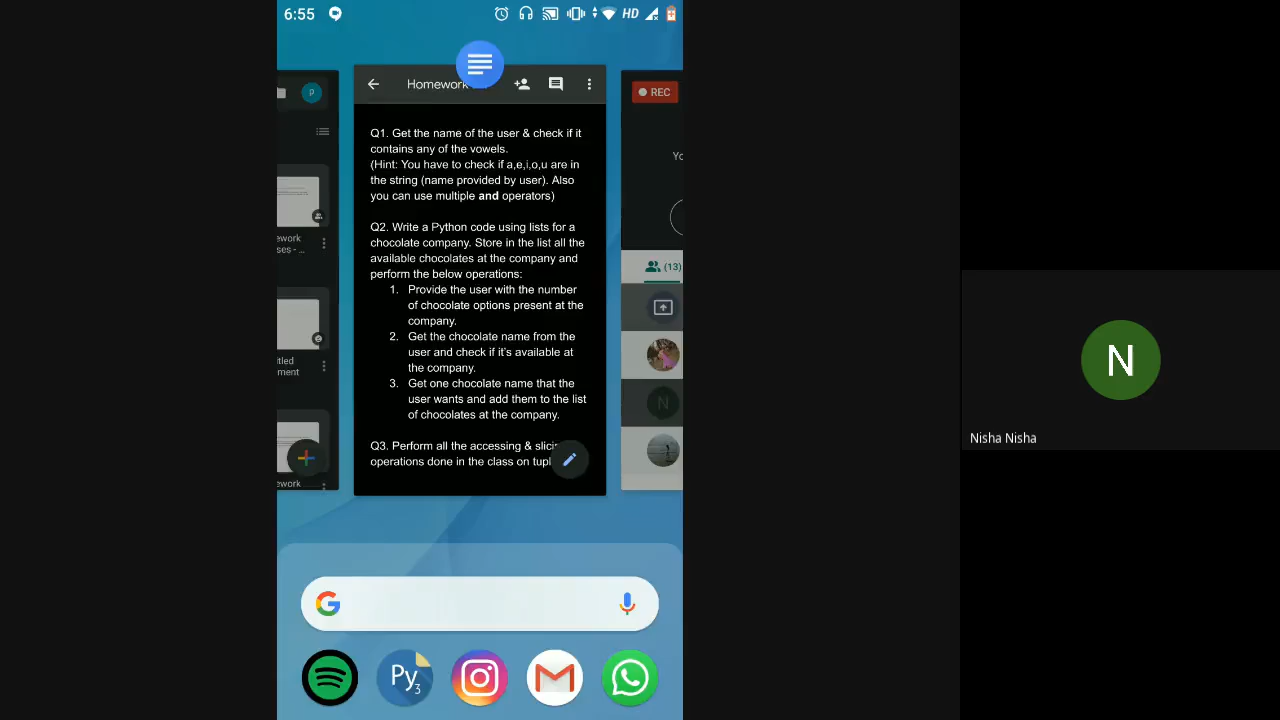 6:55
HD
Homework
REC
P
Q1. Get the name of the user & check if it
contains any of the vowels.
(Hint: You have to check if a,e,i,o,u are in
the string (name provided by user). Also
you can use multiple and operators)
Q2. Write a Python code using lists for a
chocolate company. Store in the list all the
available chocolates at the company and
perform the below operations:
1. Provide the user with the number
of chocolate options present at the
company.
2. Get the chocolate name from the
user and check if it's available at
the company.
3. Get one chocolate name that the
user wants and add them to the list
of chocolates at the company.
Q3. Perform all the accessing &
operations done in the class on
(13)
N
G
Py3
N
Nisha Nisha